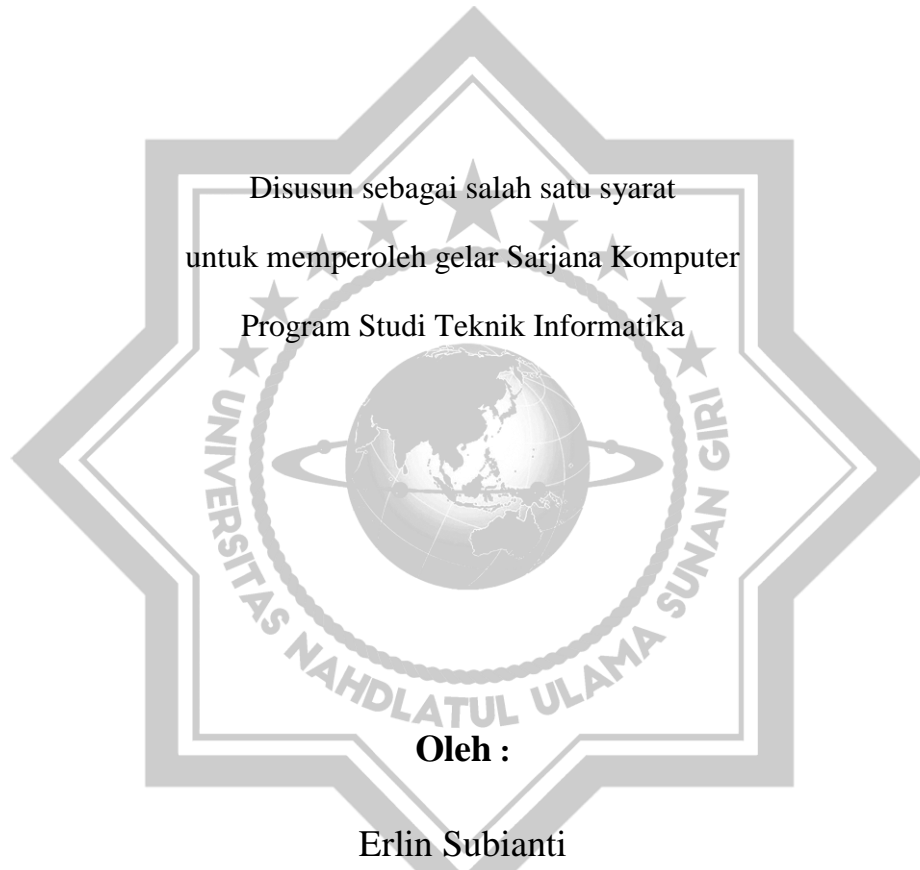 Disusun sebagai salah satu syarat
untuk memperoleh gelar Sarjana Komputer
Program Studi Teknik Informatika
UNIVERSITAS NAHDLATUL ULAMA SUNAN GIRI
Oleh :
Erlin Subianti